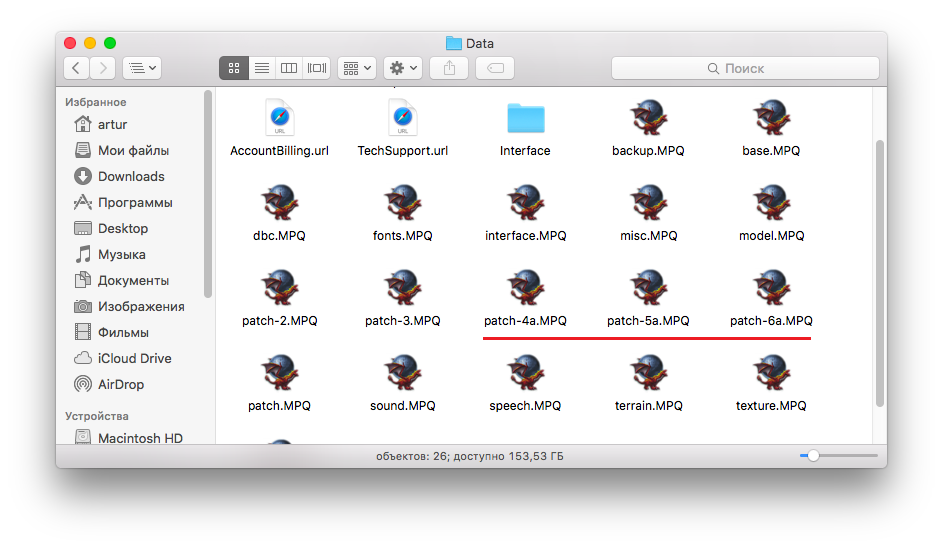 Data
Поиск
Избранное
artur
Мои файлы
Downloads
Программы
Desktop
Музыка
Документы
Изображения
Фильмы
iCloud Drive
AirDrop
Устройства
Macintosh HD
URL URL
AccountBilling.url TechSupport.url Interface backup.MPQ base.MPQ
dbc.MPQ fonts.MPQ interface.MPQ misc.MPQ model.MPQ
patch-2.MPQ patch-3.MPQ patch-4a.MPQ patch-5a.MPQ patch-6a.MPQ
patch.MPQ sound.MPQ speech.MPQ terrain.MPQ texture.MPQ
объектов: 26; доступно 153,53 ГБ